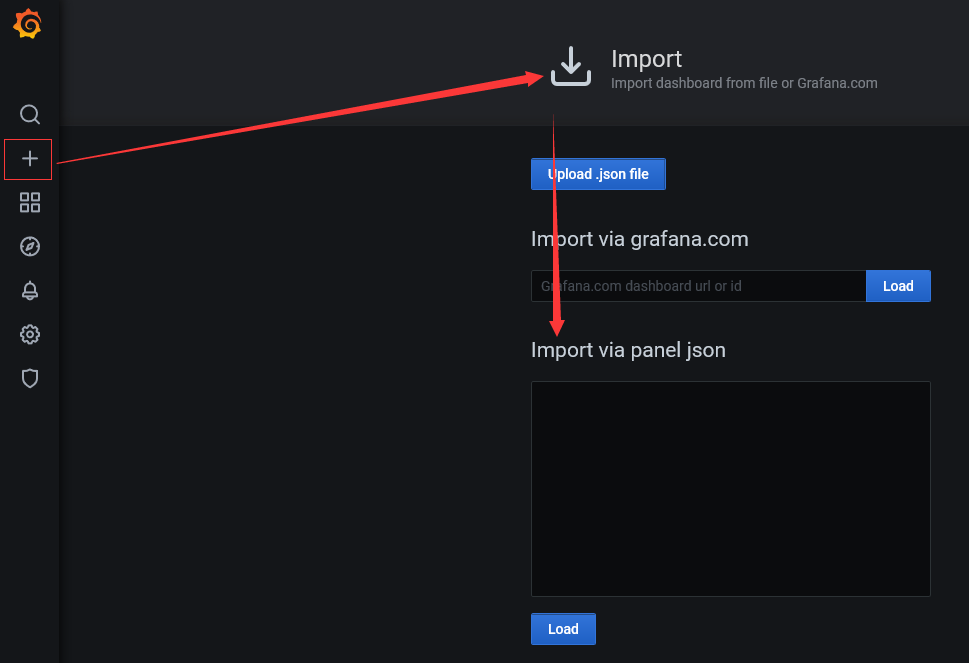 Import
Import dashboard from file or Grafana.com
Upload .json file
Import via grafana.com
Grafana.com dashboard url or id
Load
Import via panel json
Load